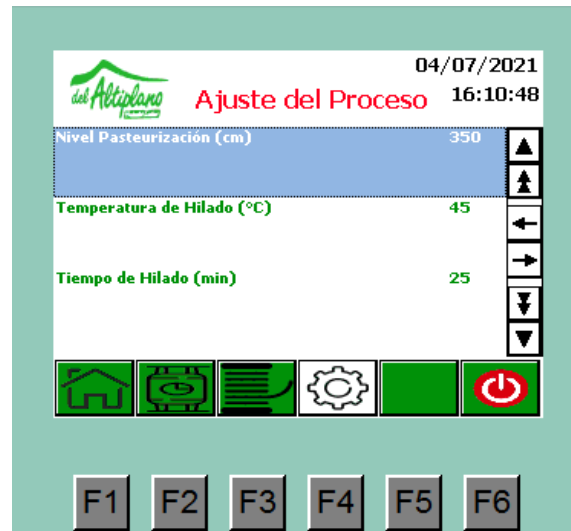 04/07/2021
del Altiplano
Ajuste del Proceso
16:10:48
Nivel Pasteurización (cm) 350
Temperatura de Hilado (°C) 45
Tiempo de Hilado (min) 25
F1 F2 F3 F4 F5 F6